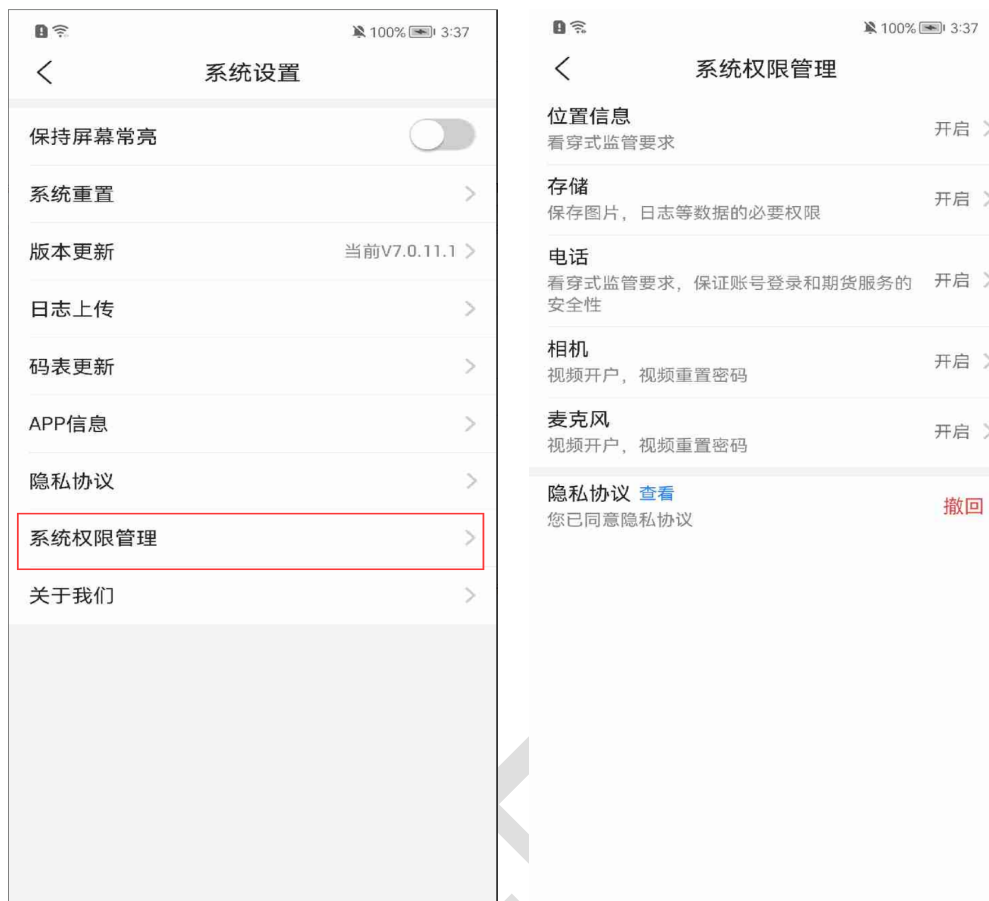 100% 3:37
系统设置
保持屏幕常亮
系统重置
版本更新 当前V7.0.11.1
日志上传
码表更新
APP信息
隐私协议
系统权限管理
关于我们
100% 3:37
系统权限管理
位置信息
看穿式监管要求
开启
存储
保存图片，日志等数据的必要权限
开启
电话
看穿式监管要求，保证账号登录和期货服务的
安全性
开启
相机
视频开户，视频重置密码
开启
麦克风
视频开户，视频重置密码
开启
隐私协议 查看
您已同意隐私协议
撤回